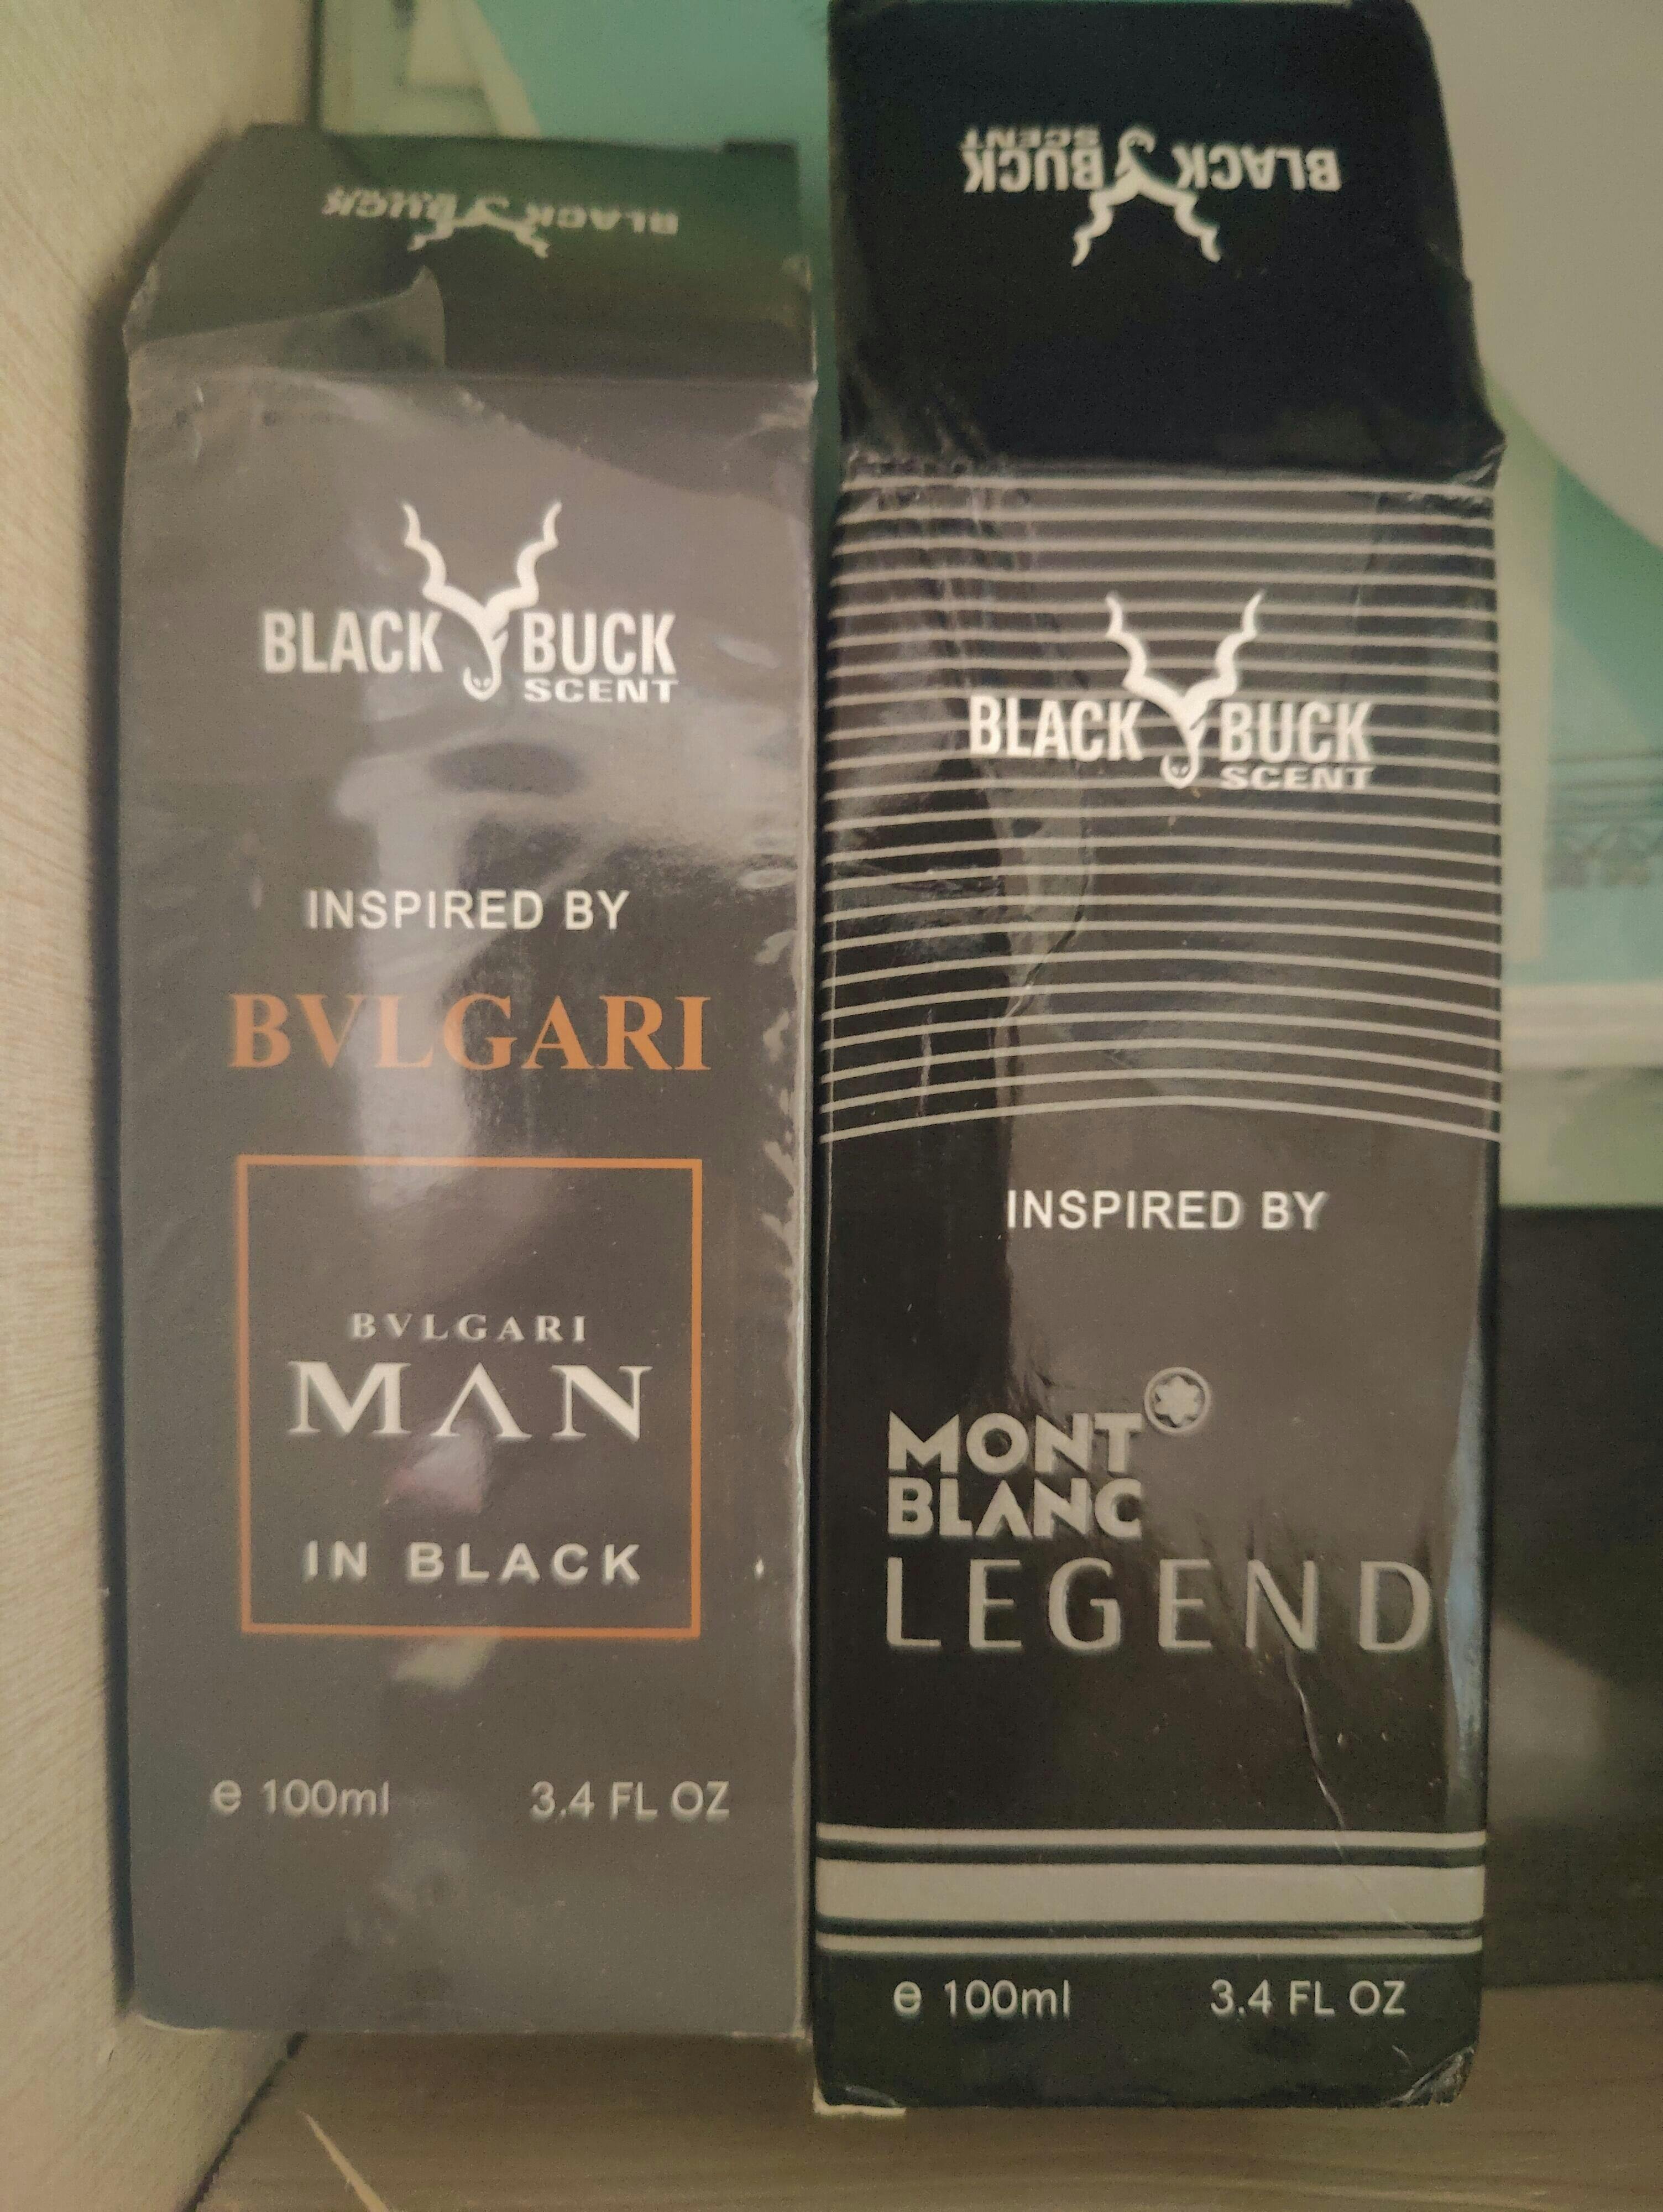 BLACK BUCK
BLACK BUCK
SCENT
INSPIRED BY
BVLGARI
BVLGARI
MAN
IN BLACK
e 100ml 3.4 FL OZ
BLACK BUCK
SCENT
BLACK BUCK
SCENT
INSPIRED BY
MONT
BLANC
LEGEND
e 100ml 3.4 FL OZ